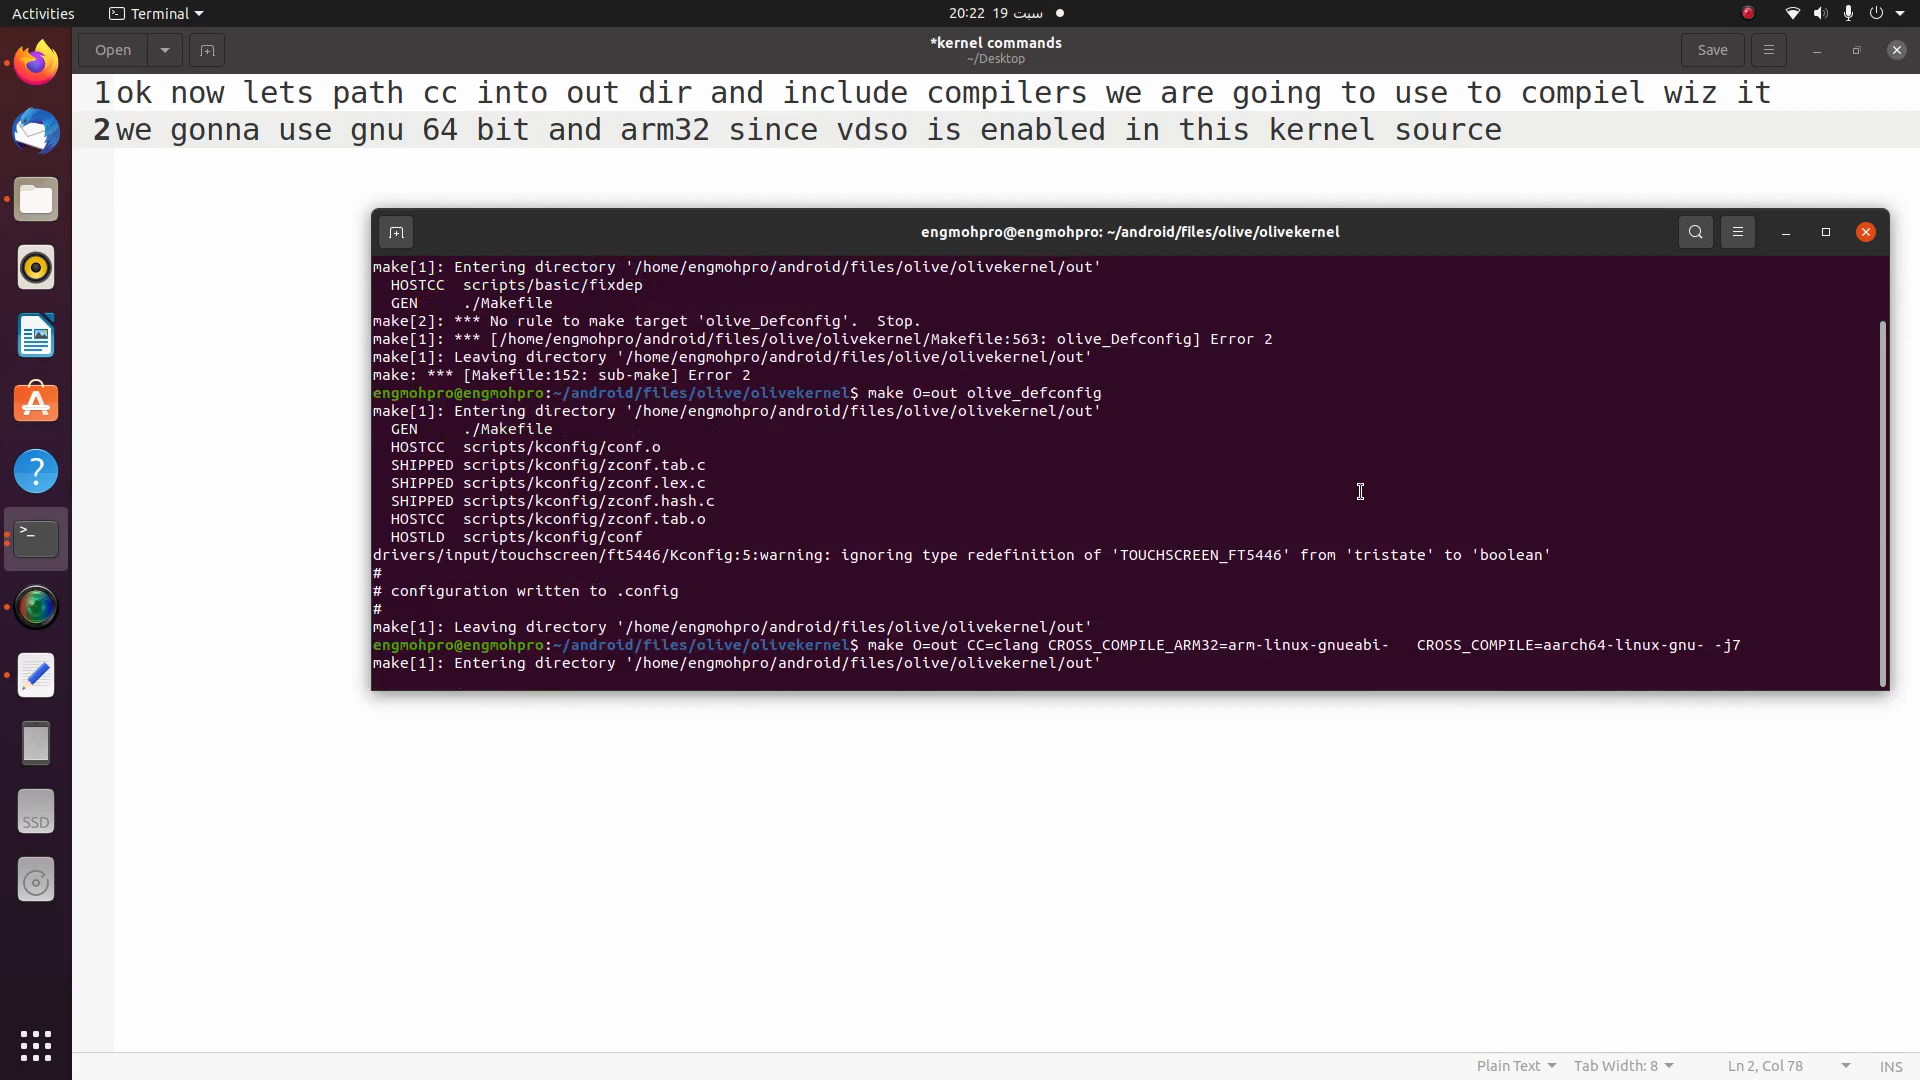 Activities
Terminal
20:22 19 سبت
Open
*kernel commands
~/Desktop
Save
1 ok now lets path cc into out dir and include compilers we are going to use to compiel wiz it
2 we gonna use gnu 64 bit and arm32 since vdso is enabled in this kernel source
engmohpro@engmohpro: ~/android/files/olive/olivekernel
make[1]: Entering directory '/home/engmohpro/android/files/olive/olivekernel/out'
HOSTCC scripts/basic/fixdep
GEN ./Makefile
make[2]: *** No rule to make target 'olive_Defconfig'. Stop.
make[1]: *** [/home/engmohpro/android/files/olive/olivekernel/Makefile:563: olive_Defconfig] Error 2
make[1]: Leaving directory '/home/engmohpro/android/files/olive/olivekernel/out'
make: *** [Makefile:152: sub-make] Error 2
engmohpro@engmohpro:~/android/files/olive/olivekernel$ make O=out olive_defconfig
make[1]: Entering directory '/home/engmohpro/android/files/olive/olivekernel/out'
GEN ./Makefile
HOSTCC scripts/kconfig/conf.o
SHIPPED scripts/kconfig/zconf.tab.c
SHIPPED scripts/kconfig/zconf.lex.c
SHIPPED scripts/kconfig/zconf.hash.c
HOSTCC scripts/kconfig/zconf.tab.o
HOSTLD scripts/kconfig/conf
drivers/input/touchscreen/ft5446/Kconfig:5:warning: ignoring type redefinition of 'TOUCHSCREEN_FT5446' from 'tristate' to 'boolean'
#
# configuration written to .config
#
make[1]: Leaving directory '/home/engmohpro/android/files/olive/olivekernel/out'
engmohpro@engmohpro:~/android/files/olive/olivekernel$ make O=out CC=clang CROSS_COMPILE_ARM32=arm-linux-gnueabi- CROSS_COMPILE=aarch64-linux-gnu- -j7
make[1]: Entering directory '/home/engmohpro/android/files/olive/olivekernel/out'
SSD
Plain Text
Tab Width: 8
Ln 2, Col 78
INS